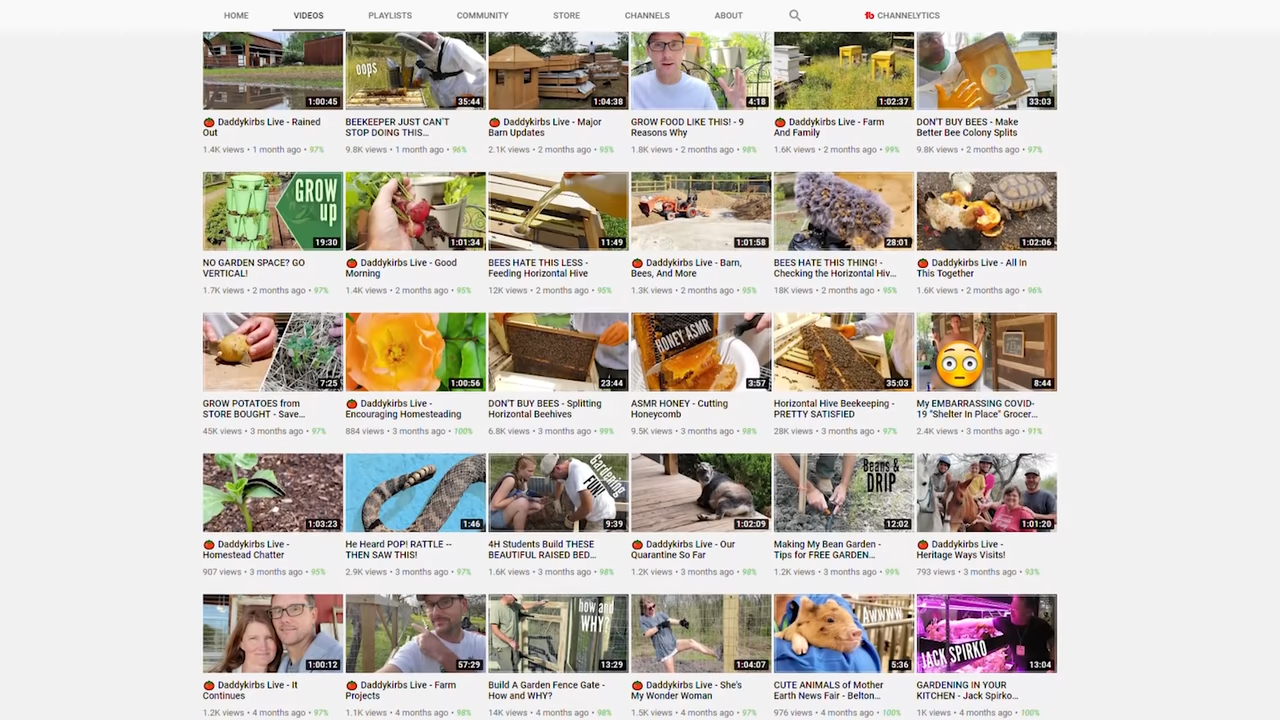 HOME VIDEOS PLAYLISTS COMMUNITY STORE CHANNELS ABOUT CHANNELYTICS
oops
1:00:45 35:44 1:04:38 4:18 1:02:37 33:03
Daddykirbs Live - Rained Out
1.4K views • 1 month ago • 97%
BEEKEEPER JUST CAN'T STOP DOING THIS...
9.8K views • 1 month ago • 96%
Daddykirbs Live - Major Barn Updates
2.1K views • 2 months ago • 95%
GROW FOOD LIKE THIS! - 9 Reasons Why
1.8K views • 2 months ago • 98%
Daddykirbs Live - Farm And Family
1.6K views • 2 months ago • 99%
DON'T BUY BEES - Make Better Bee Colony Splits
9.8K views • 2 months ago • 97%
GROW up
19:30 1:01:34 11:49 1:01:58 28:01 1:02:06
NO GARDEN SPACE? GO VERTICAL!
1.7K views • 2 months ago • 97%
Daddykirbs Live - Good Morning
1.4K views • 2 months ago • 95%
BEES HATE THIS LESS - Feeding Horizontal Hive
12K views • 2 months ago • 95%
Daddykirbs Live - Barn, Bees, And More
1.3K views • 2 months ago • 95%
BEES HATE THIS THING! - Checking the Horizontal Hiv...
18K views • 2 months ago • 95%
Daddykirbs Live - All In This Together
1.6K views • 2 months ago • 96%
HONEY ASMR
7:25 1:00:56 23:44 3:57 35:03 8:44
GROW POTATOES from STORE BOUGHT - Save...
45K views • 3 months ago • 97%
Daddykirbs Live - Encouraging Homesteading
884 views • 3 months ago • 100%
DON'T BUY BEES - Splitting Horizontal Beehives
6.8K views • 3 months ago • 99%
ASMR HONEY - Cutting Honeycomb
9.5K views • 3 months ago • 98%
Horizontal Hive Beekeeping - PRETTY SATISFIED
28K views • 3 months ago • 97%
My EMBARRASSING COVID-19 "Shelter In Place" Grocer...
2.4K views • 3 months ago • 91%
Gardening FUN!
Beans & DRIP
1:03:23 1:46 9:39 1:02:09 12:02 1:01:20
Daddykirbs Live - Homestead Chatter
907 views • 3 months ago • 95%
He Heard POP! RATTLE -- THEN SAW THIS!
2.9K views • 3 months ago • 97%
4H Students Build THESE BEAUTIFUL RAISED BED...
1.6K views • 3 months ago • 98%
Daddykirbs Live - Our Quarantine So Far
1.2K views • 3 months ago • 98%
Making My Bean Garden - Tips for FREE GARDEN...
1.2K views • 3 months ago • 99%
Daddykirbs Live - Heritage Ways Visits!
793 views • 3 months ago • 93%
how and WHY?
AWWWW
JACK SPIRKO
1:00:12 57:29 13:29 1:04:07 5:36 13:04
Daddykirbs Live - It Continues
1.2K views • 4 months ago • 97%
Daddykirbs Live - Farm Projects
1.1K views • 4 months ago • 98%
Build A Garden Fence Gate - How and WHY?
14K views • 4 months ago • 98%
Daddykirbs Live - She's My Wonder Woman
1.5K views • 4 months ago • 97%
CUTE ANIMALS of Mother Earth News Fair - Belton...
976 views • 4 months ago • 100%
GARDENING IN YOUR KITCHEN - Jack Spirko...
1K views • 4 months ago • 100%